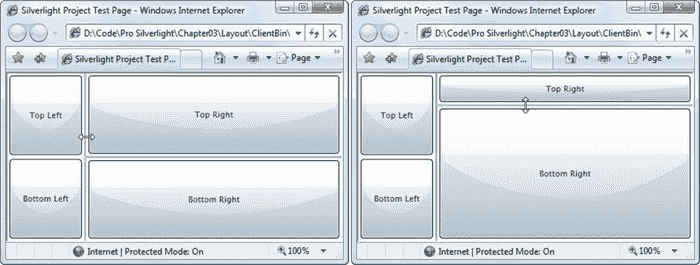 Silverlight Project Test Page - Windows Internet Explorer
D:\Code\Pro Silverlight\Chapter03\Layout\ClientBin\
Silverlight Project Test P...
Page
Top Left
Top Right
Bottom Left
Bottom Right
Internet | Protected Mode: On
100%
Silverlight Project Test Page - Windows Internet Explorer
D:\Code\Pro Silverlight\Chapter03\Layout\ClientBin\
Silverlight Project Test P...
Page
Top Left
Top Right
Bottom Left
Bottom Right
Internet | Protected Mode: On
100%